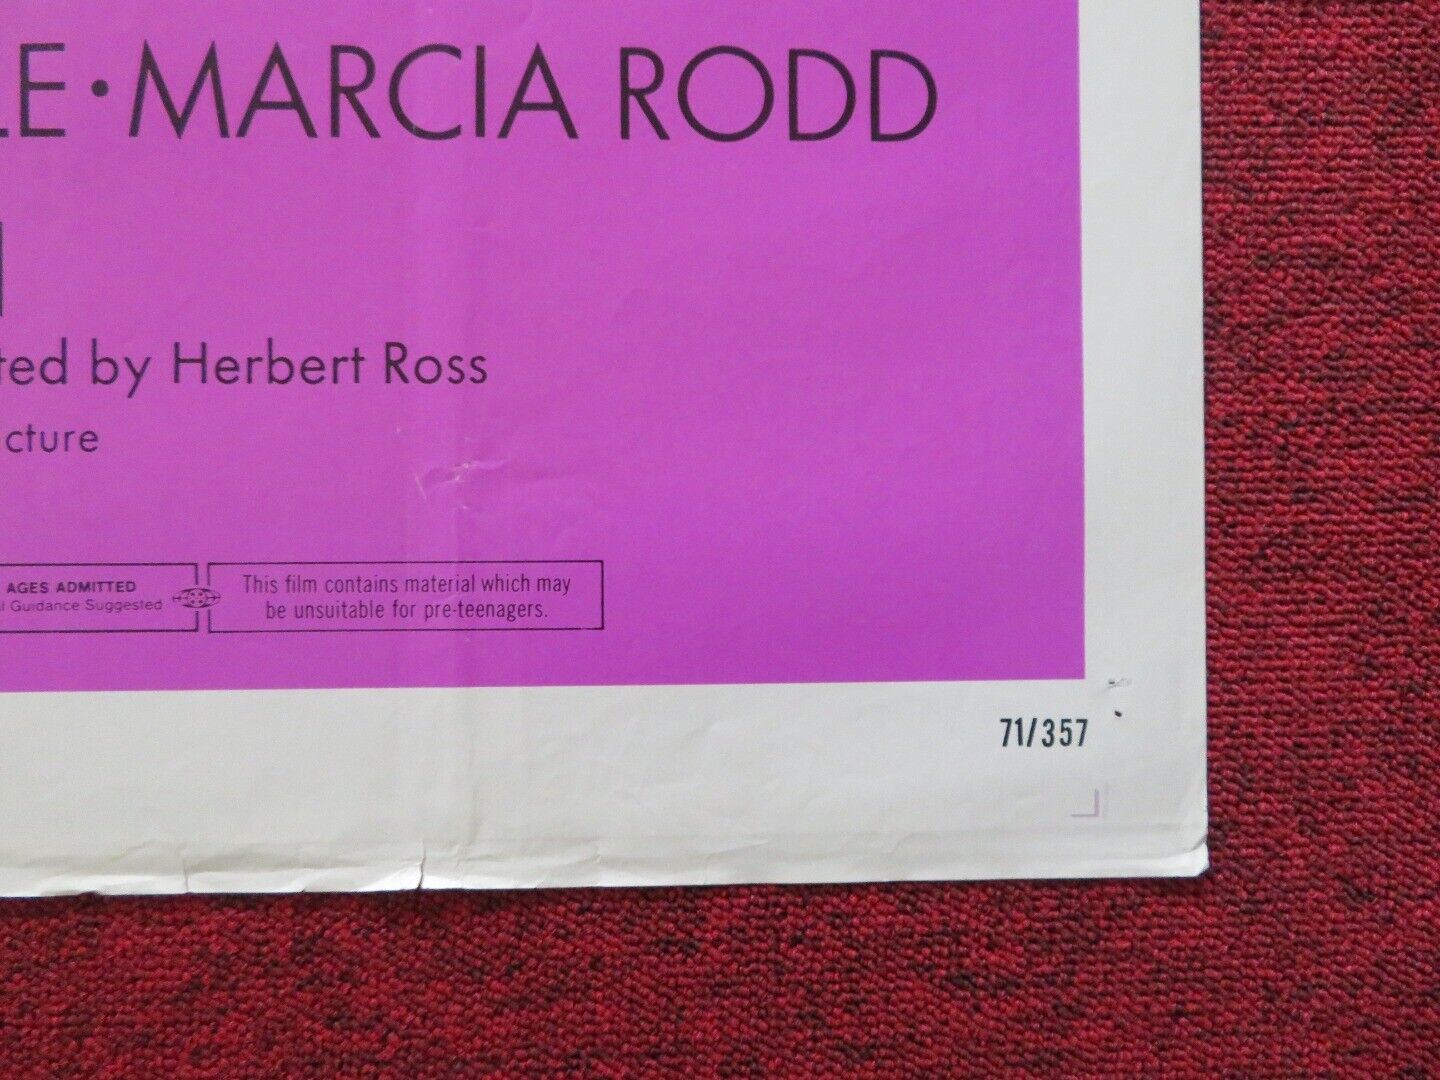 LE • MARCIA RODD
ted by Herbert Ross
cture
AGES ADMITTED
l Guidance Suggested
This film contains material which may
be unsuitable for pre-teenagers.
71/357